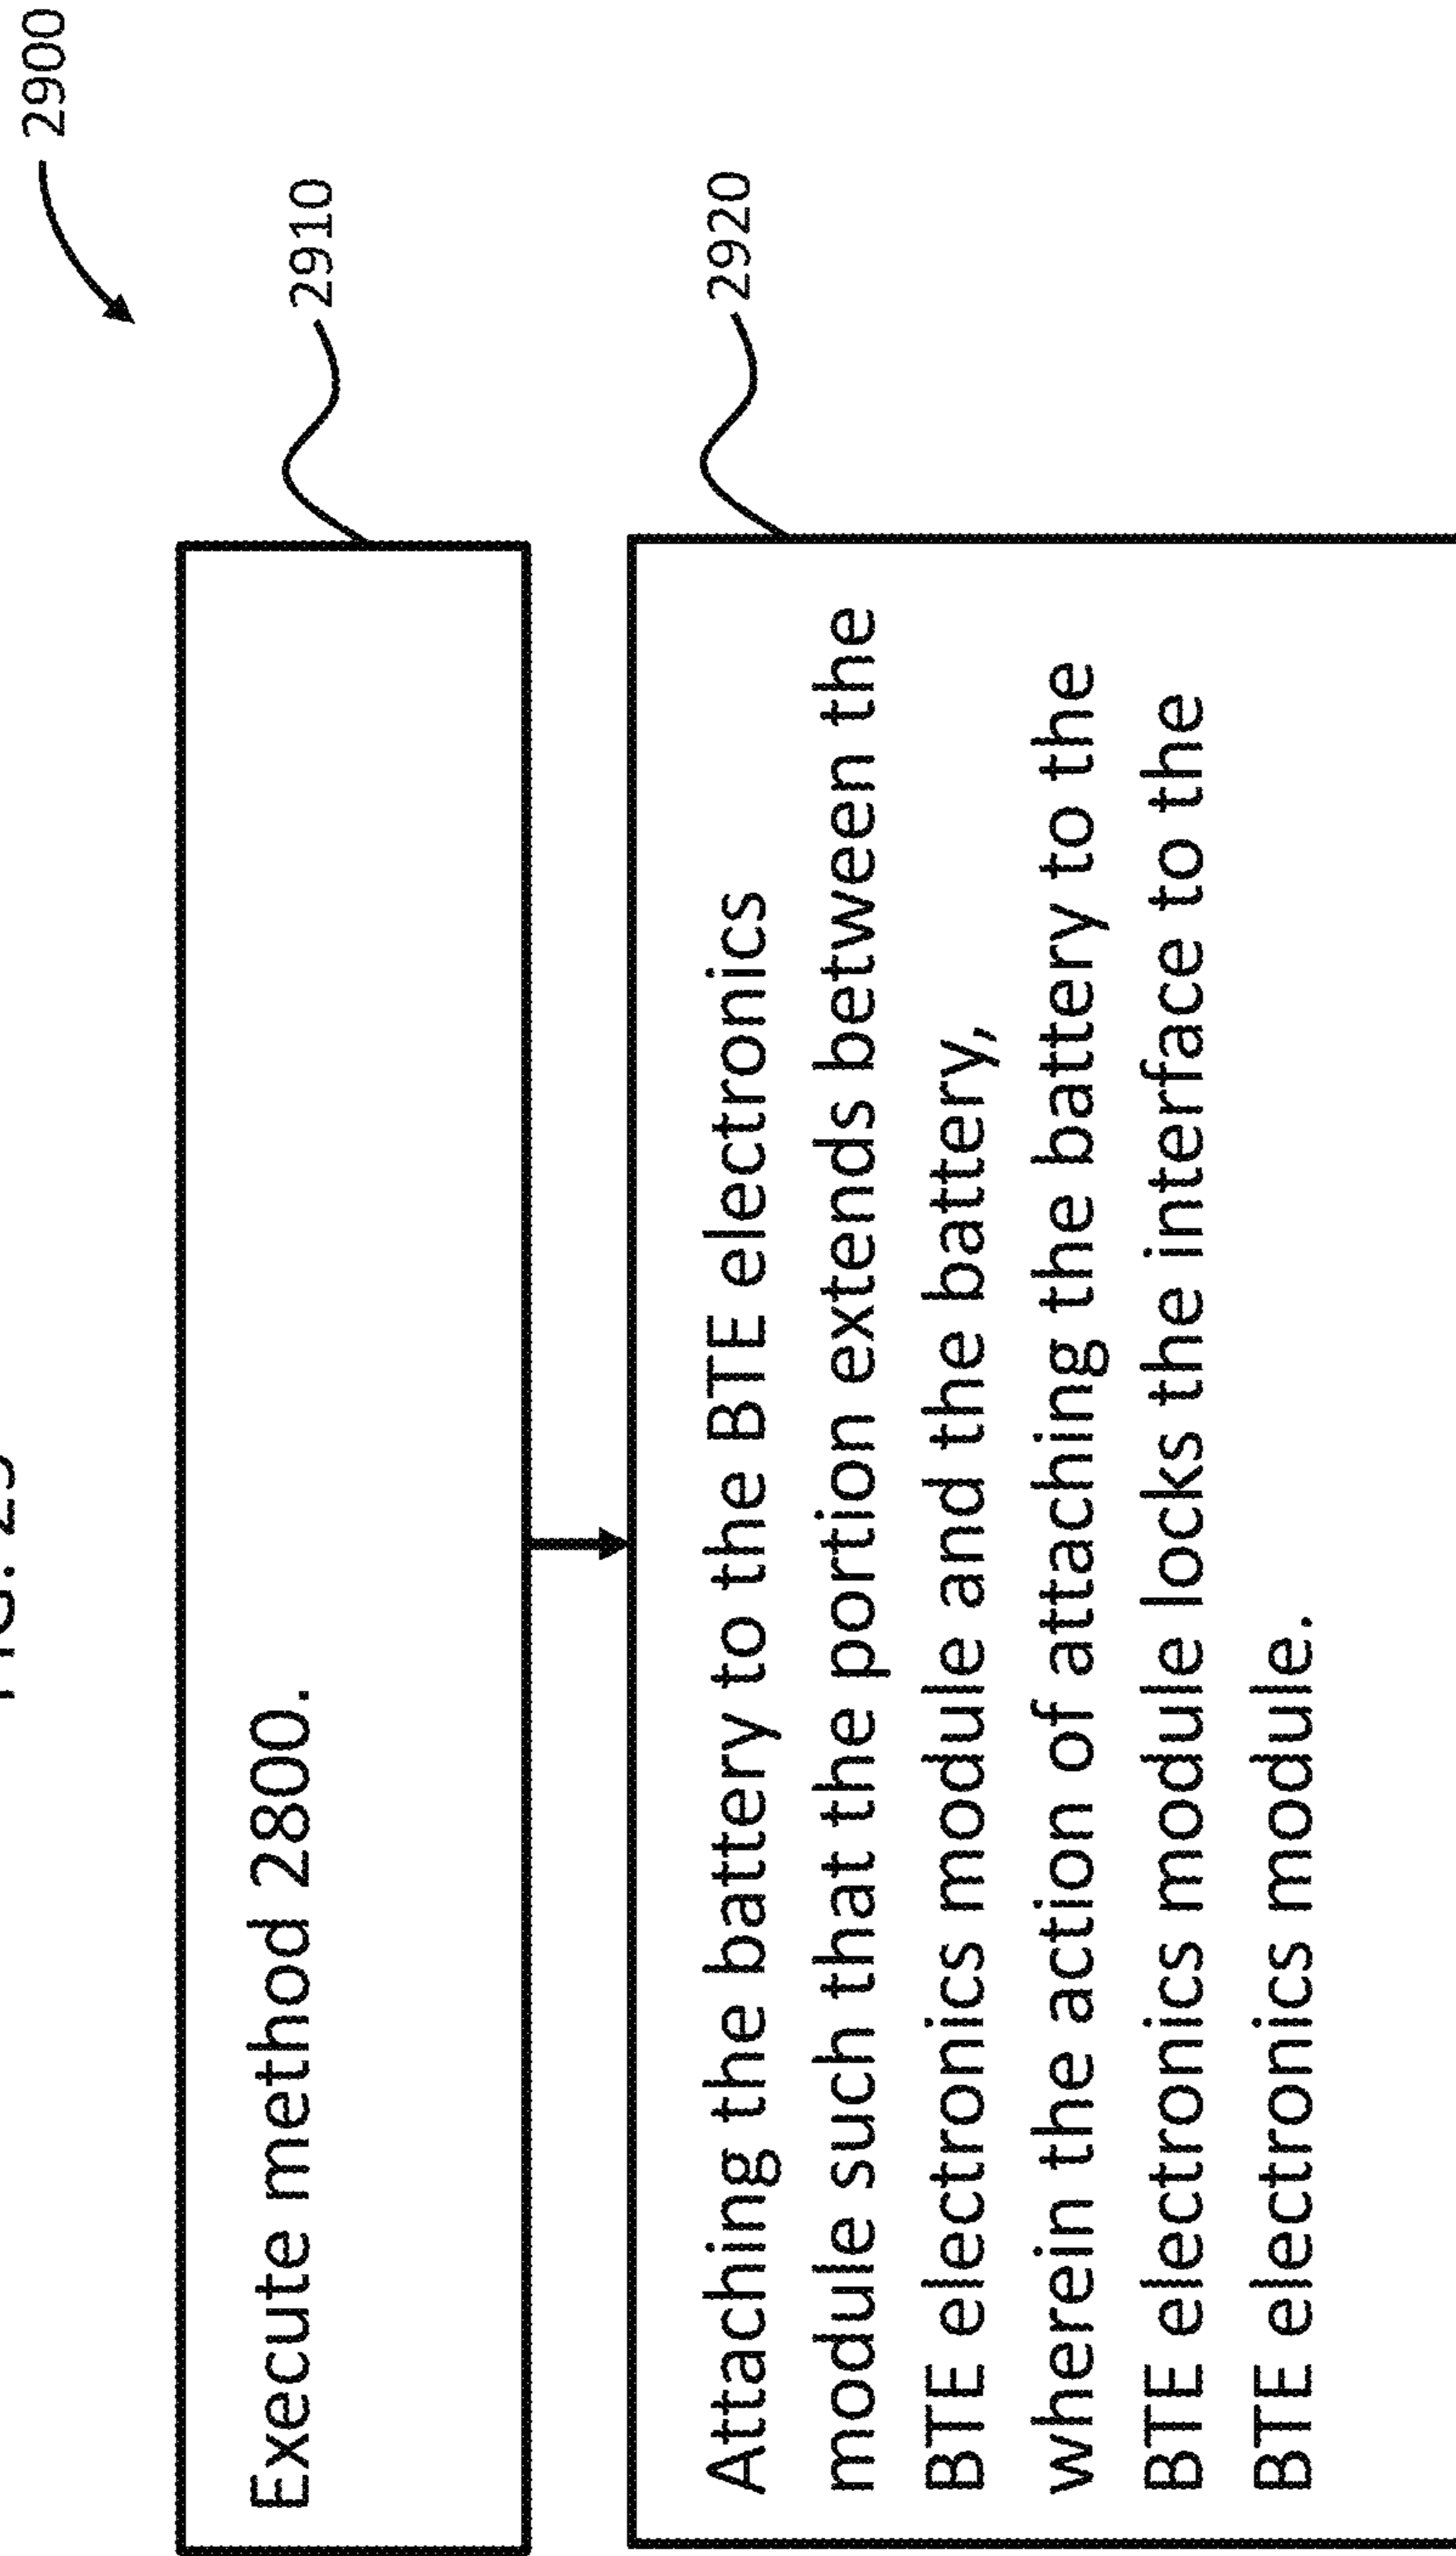 2900
Execute method 2800.
2910
Attaching the battery to the BTE electronics
module such that the portion extends between the
BTE electronics module and the battery,
wherein the action of attaching the battery to the
BTE electronics module locks the interface to the
BTE electronics module.
2920